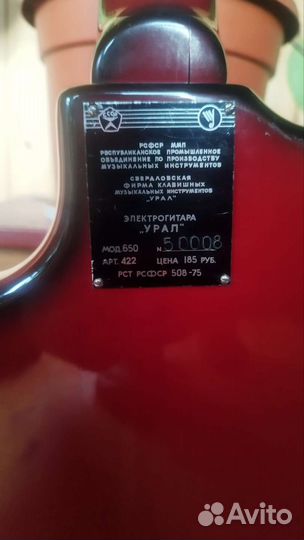 РСФСР ММП
РЕСПУБЛИКАНСКОЕ ПРОМЫШЛЕННОЕ
ОБЪЕДИНЕНИЕ ПО ПРОИЗВОДСТВУ
МУЗЫКАЛЬНЫХ ИНСТРУМЕНТОВ
СВЕРДЛОВСКАЯ
ФИРМА КЛАВИШНЫХ
МУЗЫКАЛЬНЫХ ИНСТРУМЕНТОВ
„УРАЛ"
ЭЛЕКТРОГИТАРА
„УРАЛ"
МОД. 650 № 50008
АРТ. 422 ЦЕНА 185 РУБ.
РСТ РСФСР 508-75
Avito